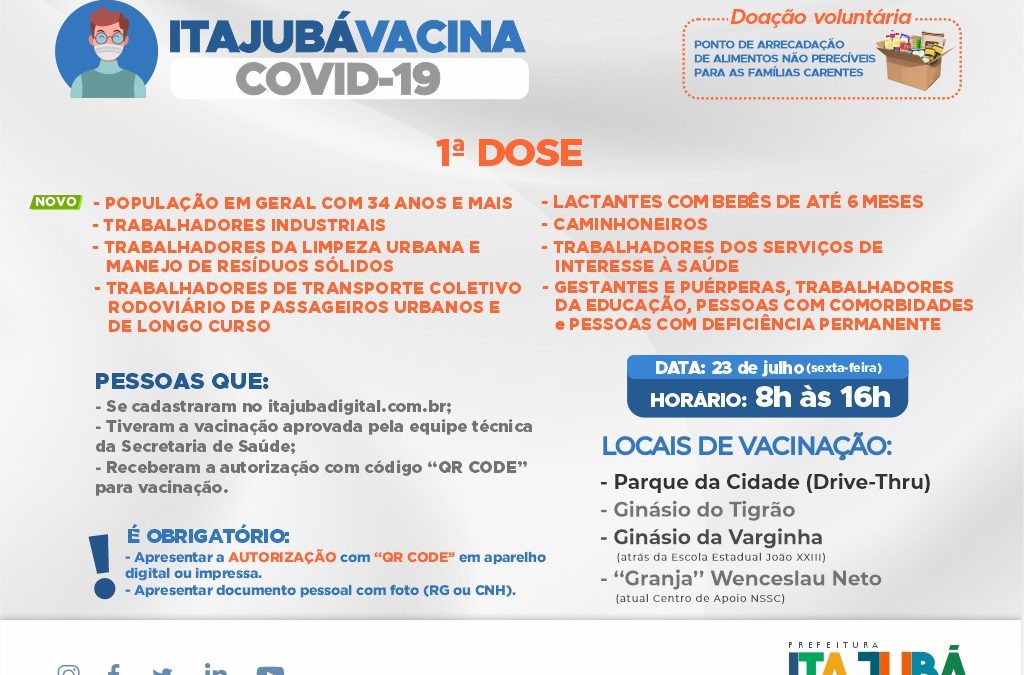 ITAJUBÁVACINA
COVID-19
Doação voluntária
PONTO DE ARRECADAÇÃO
DE ALIMENTOS NÃO PERECÍVEIS
PARA AS FAMÍLIAS CARENTES
1ª DOSE
NOVO
- POPULAÇÃO EM GERAL COM 34 ANOS E MAIS
- TRABALHADORES INDUSTRIAIS
- TRABALHADORES DA LIMPEZA URBANA E
MANEJO DE RESÍDUOS SÓLIDOS
- TRABALHADORES DE TRANSPORTE COLETIVO
RODOVIÁRIO DE PASSAGEIROS URBANOS E
DE LONGO CURSO
- LACTANTES COM BEBÊS DE ATÉ 6 MESES
- CAMINHONEIROS
- TRABALHADORES DOS SERVIÇOS DE
INTERESSE À SAÚDE
- GESTANTES E PUÉRPERAS, TRABALHADORES
DA EDUCAÇÃO, PESSOAS COM COMORBIDADES
e PESSOAS COM DEFICIÊNCIA PERMANENTE
PESSOAS QUE:
- Se cadastraram no itajubadigital.com.br;
- Tiveram a vacinação aprovada pela equipe técnica
da Secretaria de Saúde;
- Receberam a autorização com código “QR CODE”
para vacinação.
É OBRIGATÓRIO:
- Apresentar a AUTORIZAÇÃO com “QR CODE” em aparelho
digital ou impressa.
- Apresentar documento pessoal com foto (RG ou CNH).
DATA: 23 de julho (sexta-feira)
HORÁRIO: 8h às 16h
LOCAIS DE VACINAÇÃO:
- Parque da Cidade (Drive-Thru)
- Ginásio do Tigrão
- Ginásio da Varginha
(atrás da Escola Estadual João XXIII)
- “Granja” Wenceslau Neto
(atual Centro de Apoio NSSC)
PREFEITURA
ITAJUBÁ